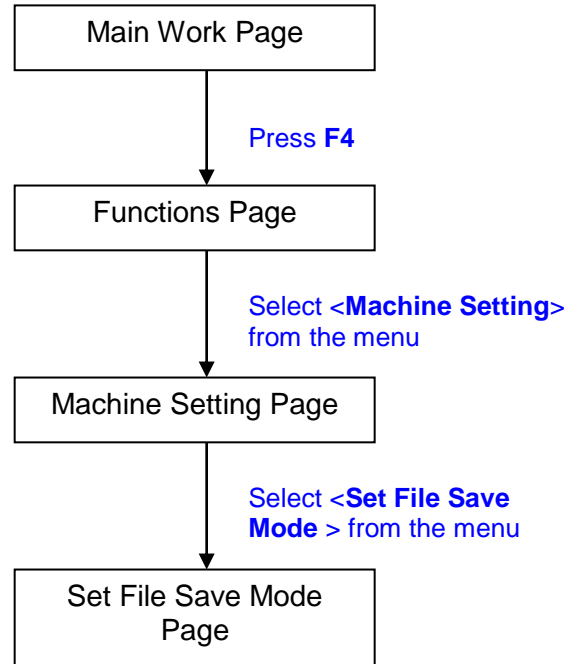 Main Work Page
Press F4
Functions Page
Select <Machine Setting>
from the menu
Machine Setting Page
Select <Set File Save
Mode > from the menu
Set File Save Mode
Page